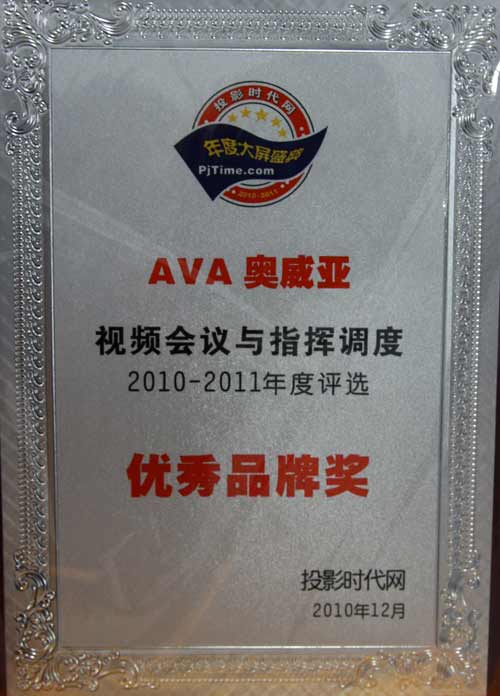 投影时代网
年度大屏盛典
PjTime.com
2010-2011
AVA 奥威亚
视频会议与指挥调度
2010-2011年度评选
优秀品牌奖
投影时代网
2010年12月